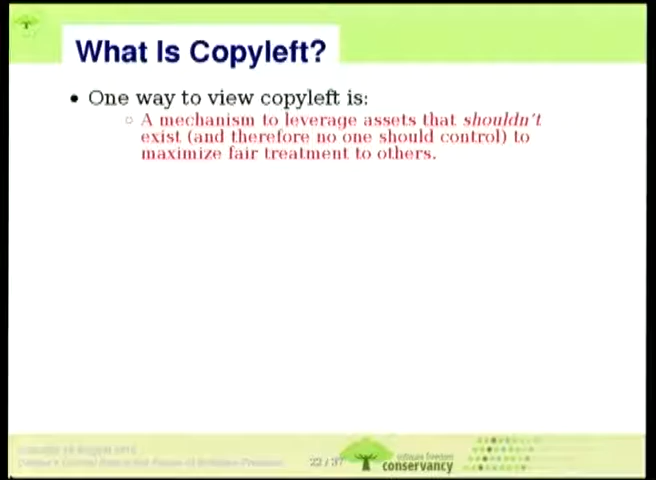 What Is Copyleft?
• One way to view copyleft is:
○ A mechanism to leverage assets that shouldn't
exist (and therefore no one should control) to
maximize fair treatment to others.
22 / 37
software freedom
conservancy